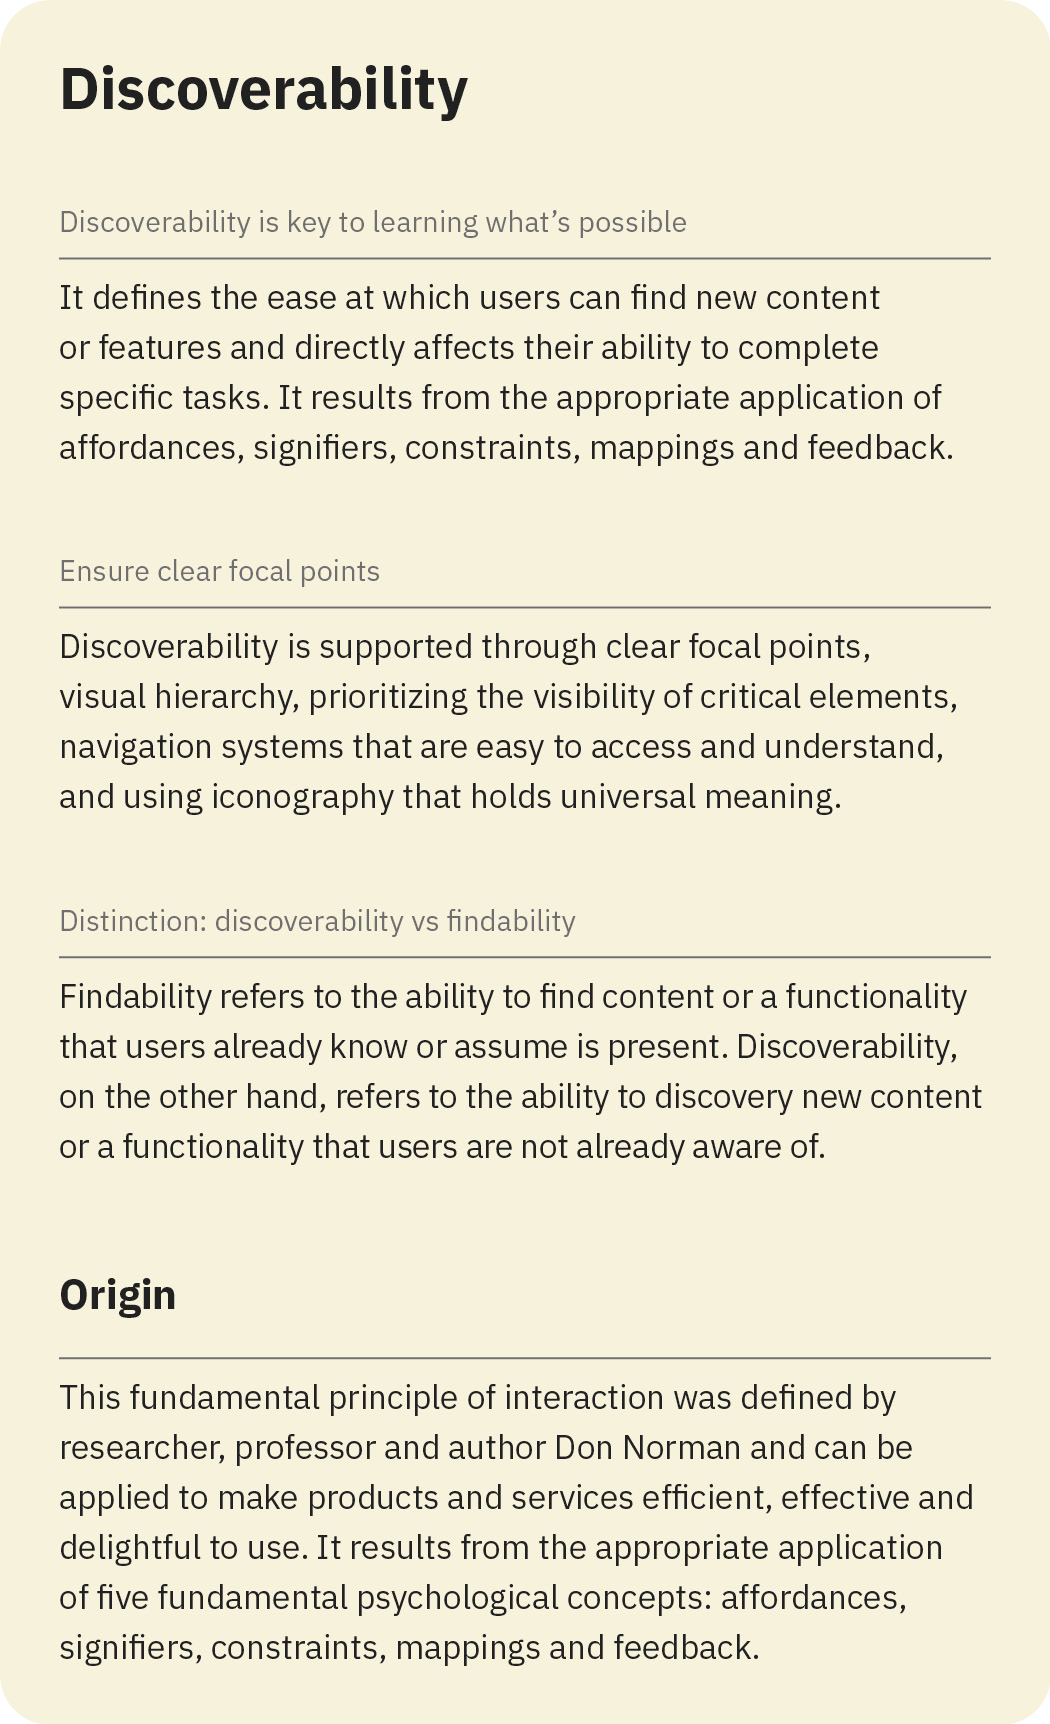 Discoverability
Discoverability is key to learning what’s possible
It defines the ease at which users can find new content
or features and directly affects their ability to complete
specific tasks. It results from the appropriate application of
affordances, signifiers, constraints, mappings and feedback.
Ensure clear focal points
Discoverability is supported through clear focal points,
visual hierarchy, prioritizing the visibility of critical elements,
navigation systems that are easy to access and understand,
and using iconography that holds universal meaning.
Distinction: discoverability vs findability
Findability refers to the ability to find content or a functionality
that users already know or assume is present. Discoverability,
on the other hand, refers to the ability to discovery new content
or a functionality that users are not already aware of.
Origin
This fundamental principle of interaction was defined by
researcher, professor and author Don Norman and can be
applied to make products and services efficient, effective and
delightful to use. It results from the appropriate application
of five fundamental psychological concepts: affordances,
signifiers, constraints, mappings and feedback.